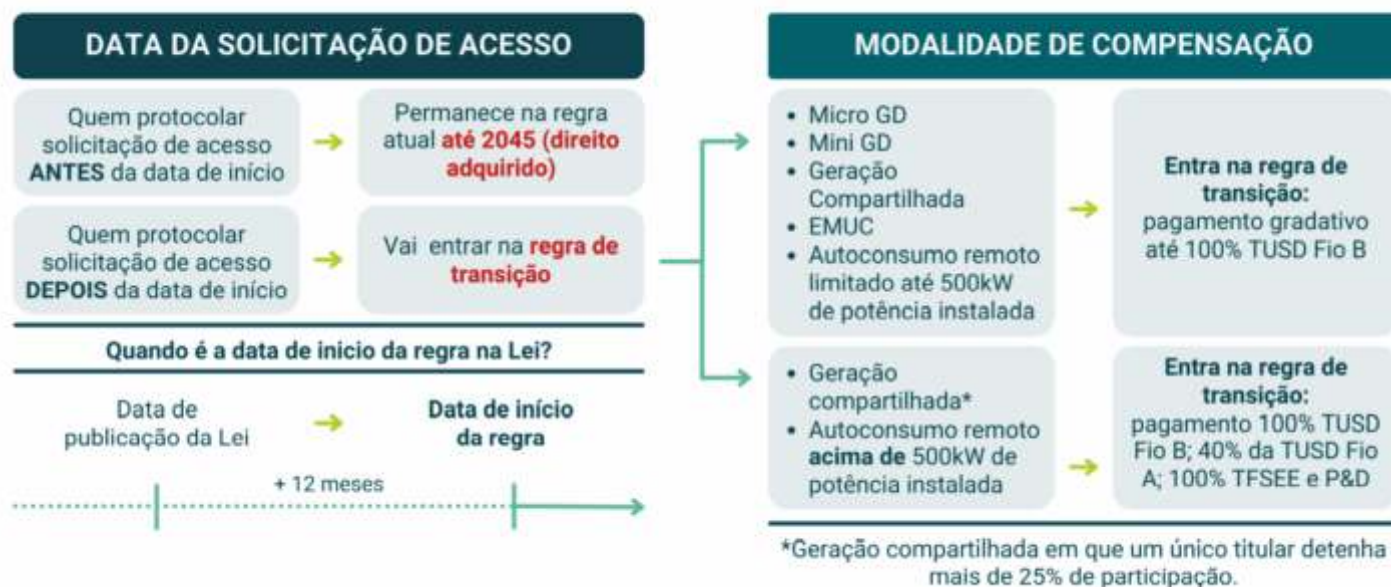 DATA DA SOLICITAÇÃO DE ACESSO
Quem protocolar
solicitação de acesso
ANTES da data de início
Permanece na regra
atual até 2045 (direito
adquirido)
Quem protocolar
solicitação de acesso
DEPOIS da data de início
Vai entrar na regra de
transição
Quando é a data de inicio da regra na Lei?
Data de
publicação da Lei
Data de início
da regra
+ 12 meses
MODALIDADE DE COMPENSAÇÃO
• Micro GD
• Mini GD
• Geração
Compartilhada
• EMUC
• Autoconsumo remoto
limitado até 500kW
de potência instalada
Entra na regra de
transição:
pagamento gradativo
até 100% TUSD Fio B
• Geração
compartilhada*
• Autoconsumo remoto
acima de 500kW de
potência instalada
Entra na regra de
transição:
pagamento 100% TUSD
Fio B; 40% da TUSD Fio
A; 100% TFSEE e P&D
*Geração compartilhada em que um único titular detenha
mais de 25% de participação.